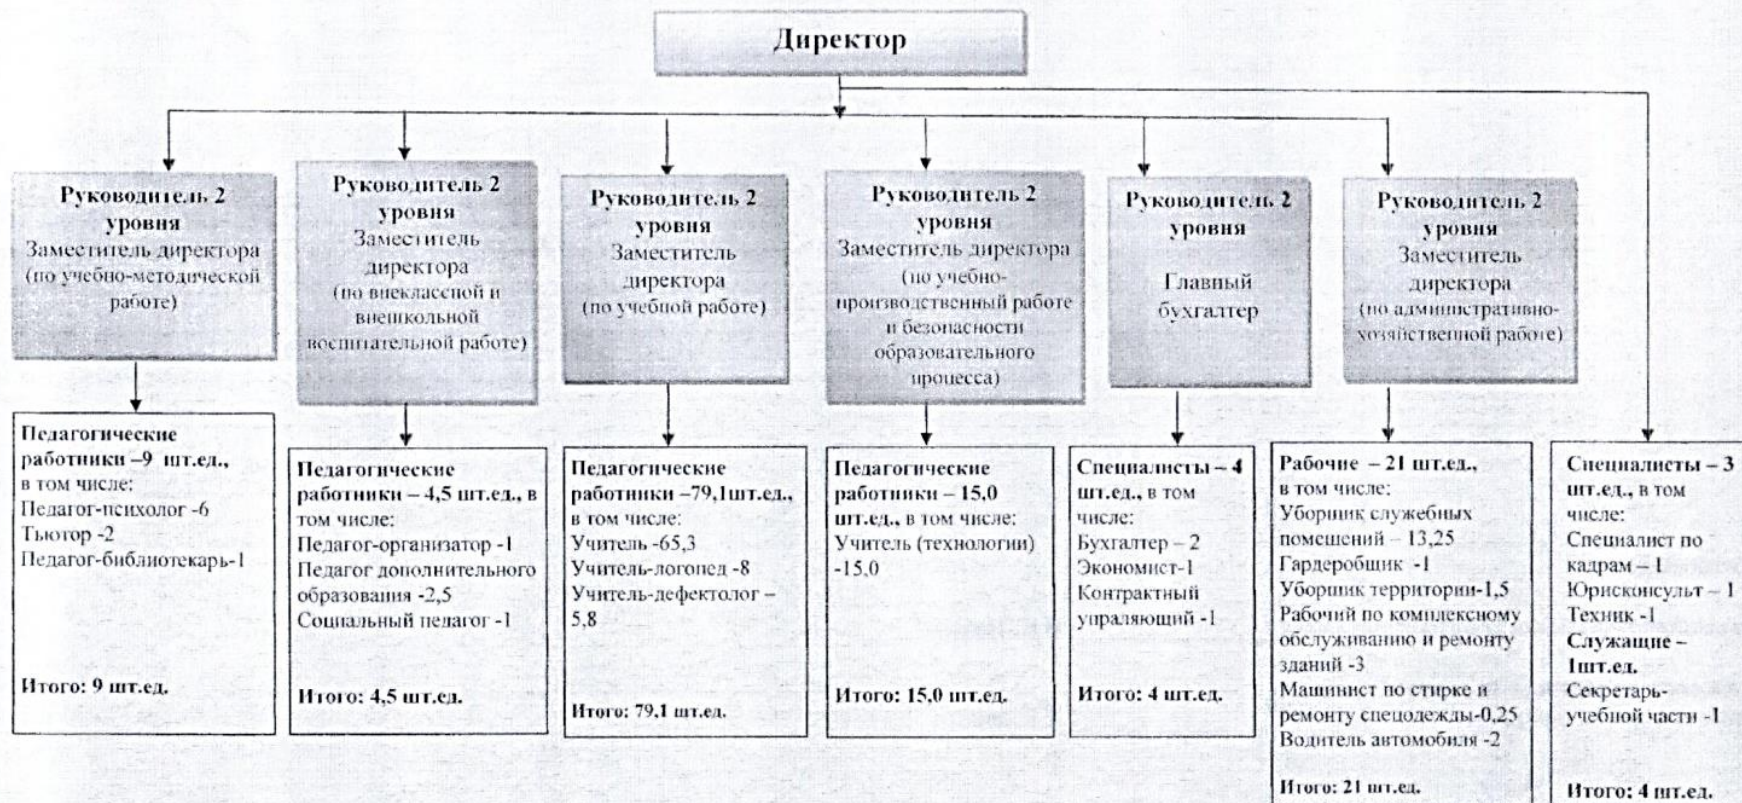 Директор
Руководитель 2
уровня
Заместитель директора
(по учебно-методической
работе)
Руководитель 2
уровня
Заместитель
директора
(по внеклассной и
внешкольной
воспитательной работе)
Руководитель 2
уровня
Заместитель
директора
(по учебной работе)
Руководитель 2
уровня
Заместитель директора
(по учебно-
производственный работе
и безопасности
образовательного
процесса)
Руководитель 2
уровня
Главный
бухгалтер
Руководитель 2
уровня
Заместитель
директора
(по административно-
хозяйственной работе)
Педагогические
работники –9 шт.ед.,
в том числе:
Педагог-психолог -6
Тьютор -2
Педагог-библиотекарь-1
Итого: 9 шт.ед.
Педагогические
работники – 4,5 шт.ед., в
том числе:
Педагог-организатор -1
Педагог дополнительного
образования -2,5
Социальный педагог -1
Итого: 4,5 шт.ед.
Педагогические
работники –79,1шт.ед.,
в том числе:
Учитель -65,3
Учитель-логопед -8
Учитель-дефектолог –
5,8
Итого: 79,1 шт.ед.
Педагогические
работники – 15,0
шт.ед., в том числе:
Учитель (технологии)
-15,0
Итого: 15,0 шт.ед.
Специалисты – 4
шт.ед., в том
числе:
Бухгалтер – 2
Экономист-1
Контрактный
упраляющий -1
Итого: 4 шт.ед.
Рабочие – 21 шт.ед.,
в том числе:
Уборщик служебных
помещений – 13,25
Гардеробщик -1
Уборщик территории-1,5
Рабочий по комплексному
обслуживанию и ремонту
зданий -3
Машинист по стирке и
ремонту спецодежды-0,25
Водитель автомобиля -2
Итого: 21 шт.ед.
Специалисты – 3
шт.ед., в том
числе:
Специалист по
кадрам – 1
Юрисконсульт – 1
Техник -1
Служащие –
1шт.ед.
Секретарь-
учебной части -1
Итого: 4 шт.ед.